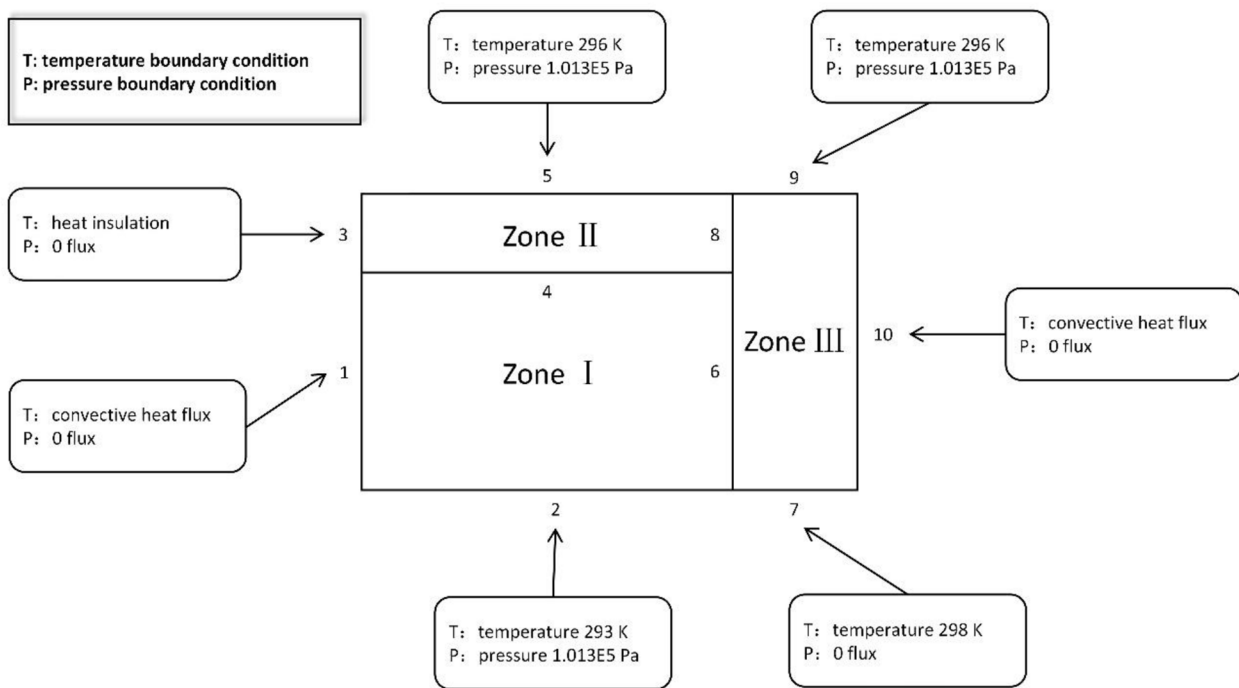 T: temperature boundary condition
P: pressure boundary condition
T: temperature 296 K
P: pressure 1.013E5 Pa
T: temperature 296 K
P: pressure 1.013E5 Pa
5
9
T: heat insulation
P: 0 flux
3
Zone Ⅱ
8
4
Zone Ⅲ
10
T: convective heat flux
P: 0 flux
1
Zone Ⅰ
6
T: convective heat flux
P: 0 flux
2
7
T: temperature 293 K
P: pressure 1.013E5 Pa
T: temperature 298 K
P: 0 flux